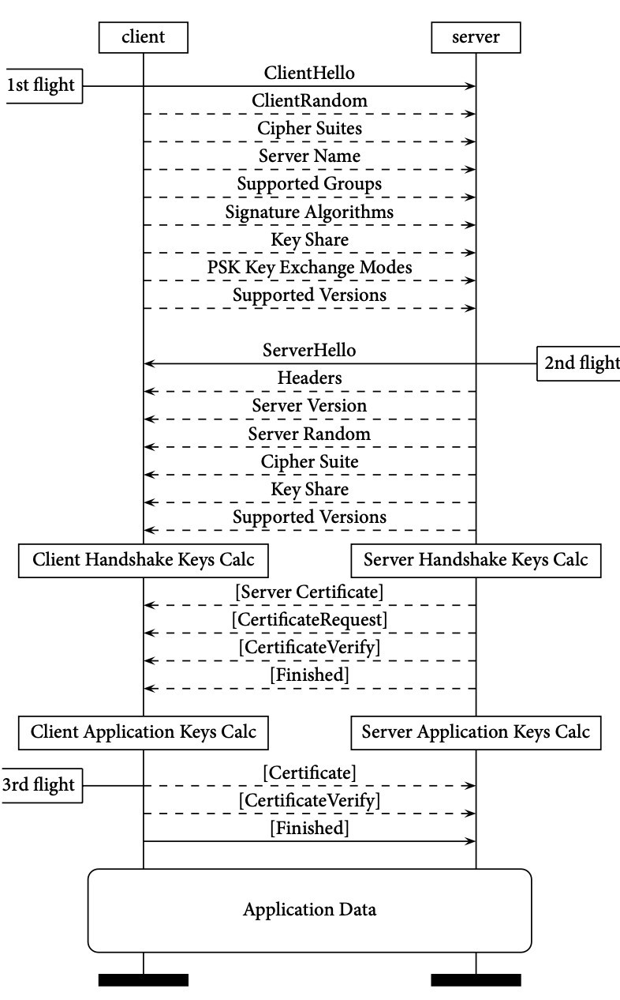 client
server
1st flight
ClientHello
ClientRandom
Cipher Suites
Server Name
Supported Groups
Signature Algorithms
Key Share
PSK Key Exchange Modes
Supported Versions
ServerHello
2nd flight
Headers
Server Version
Server Random
Cipher Suite
Key Share
Supported Versions
Client Handshake Keys Calc
Server Handshake Keys Calc
[Server Certificate]
[CertificateRequest]
[CertificateVerify]
[Finished]
Client Application Keys Calc
Server Application Keys Calc
3rd flight
[Certificate]
[CertificateVerify]
[Finished]
Application Data